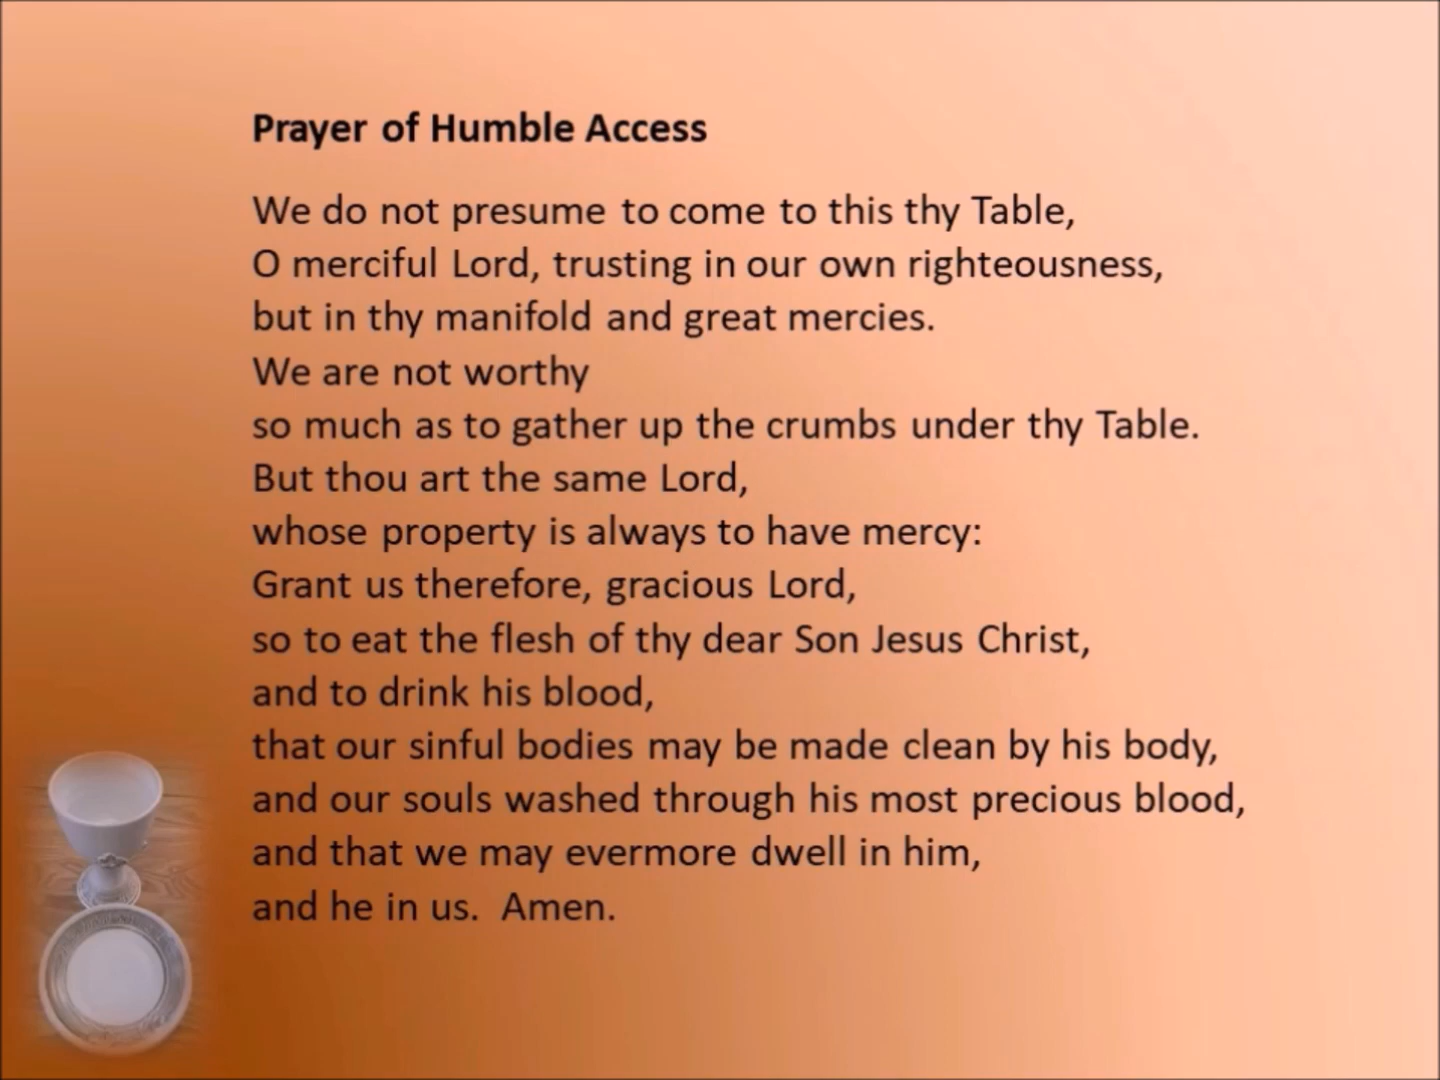 Prayer of Humble Access
We do not presume to come to this thy Table,
O merciful Lord, trusting in our own righteousness,
but in thy manifold and great mercies.
We are not worthy
so much as to gather up the crumbs under thy Table.
But thou art the same Lord,
whose property is always to have mercy:
Grant us therefore, gracious Lord,
so to eat the flesh of thy dear Son Jesus Christ,
and to drink his blood,
that our sinful bodies may be made clean by his body,
and our souls washed through his most precious blood,
and that we may evermore dwell in him,
and he in us.  Amen.